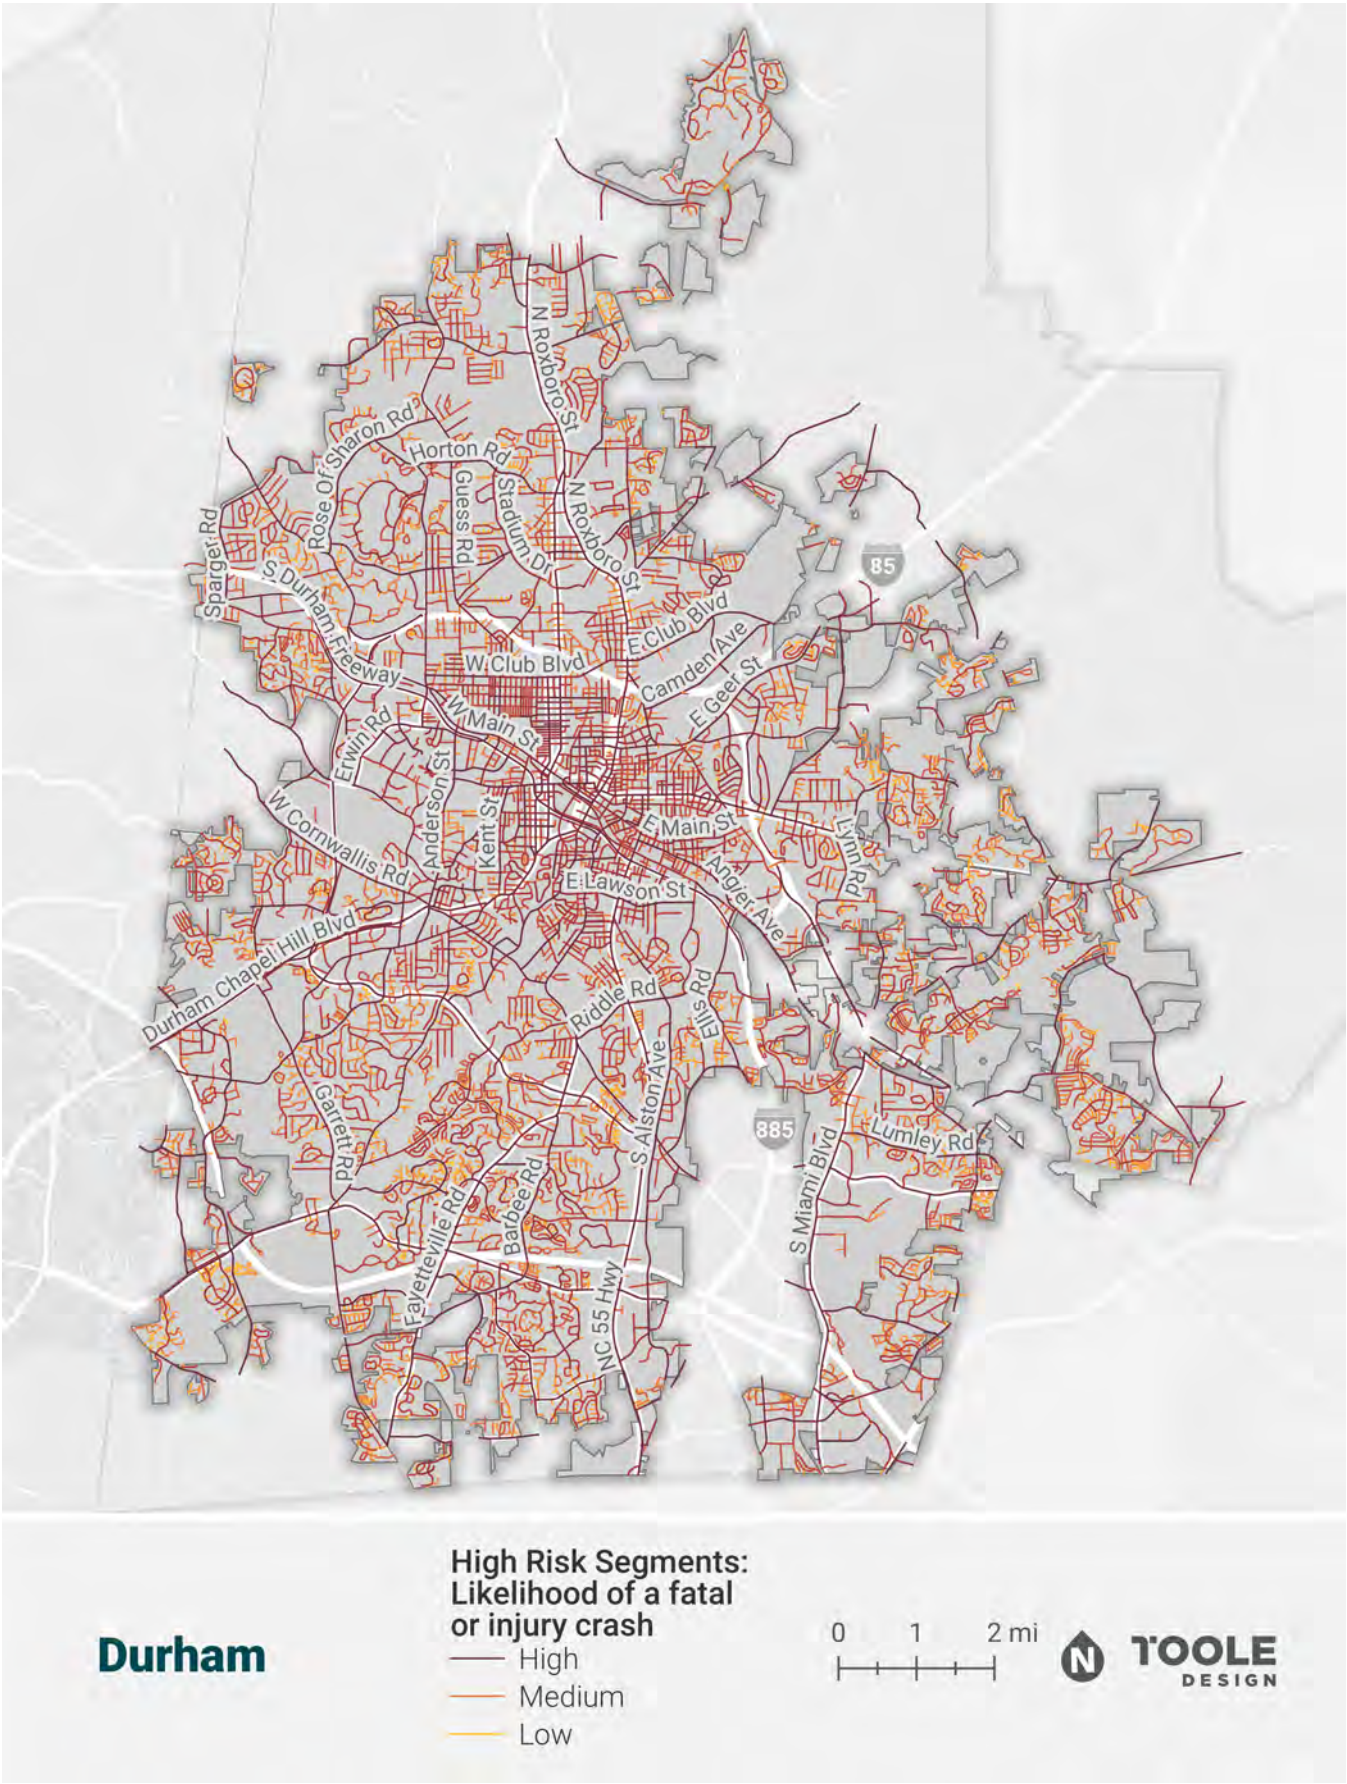 N Roxboro St
Rose Of Sharon Rd
Horton Rd
Guess Rd
Stadium Dr
N Roxboro St
Sparger Rd
S Durham Freeway
85
E Club Blvd
W Club Blvd
Camden Ave
E Geer St
W Main St
Erwin Rd
Anderson St
Kent St
W Cornwallis Rd
E Main St
Lynn Rd
Angier Ave
E Lawson St
Durham Chapel Hill Blvd
Riddle Rd
Ellis Rd
Garrett Rd
S Alston Ave
885
Lumley Rd
S Miami Blvd
Barbee Rd
Fayetteville Rd
NC 55 Hwy
Durham
High Risk Segments:
Likelihood of a fatal
or injury crash
High
Medium
Low
0 1 2 mi
N
TOOLE
DESIGN